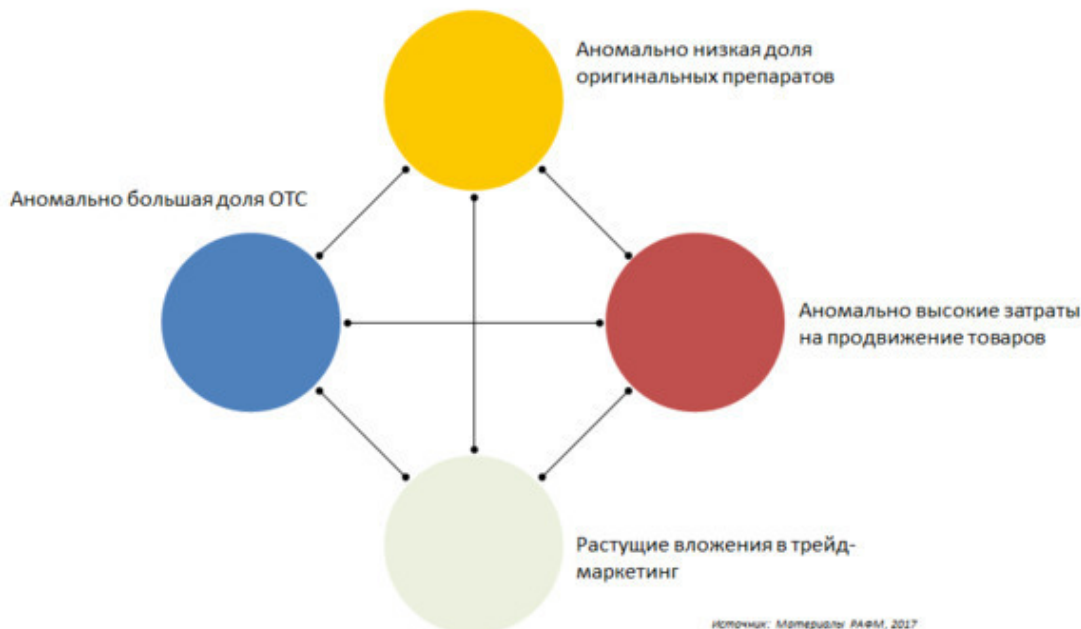 Аномально низкая доля
оригинальных препаратов
Аномально большая доля ОТС
Аномально высокие затраты
на продвижение товаров
Растущие вложения в трейд-
маркетинг
Источник: Материалы РАФМ, 2017